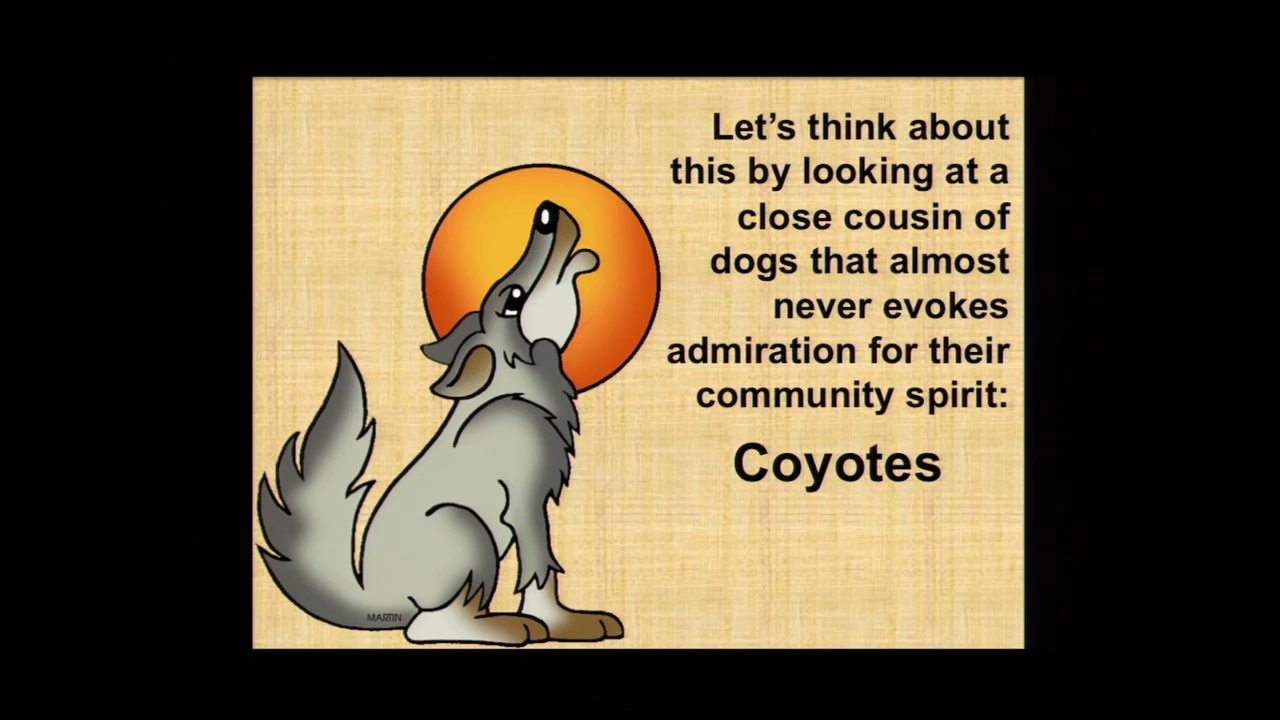 Let's think about
this by looking at a
close cousin of
dogs that almost
never evokes
admiration for their
community spirit:
Coyotes
MARTIN